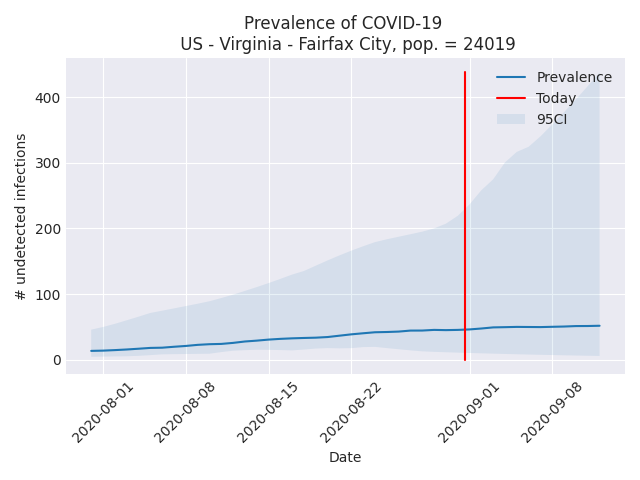 Prevalence of COVID-19
US - Virginia - Fairfax City, pop. = 24019
Prevalence
Today
95CI
# undetected infections
400
300
200
100
0
2020-08-01
2020-08-08
2020-08-15
2020-08-22
2020-09-01
2020-09-08
Date